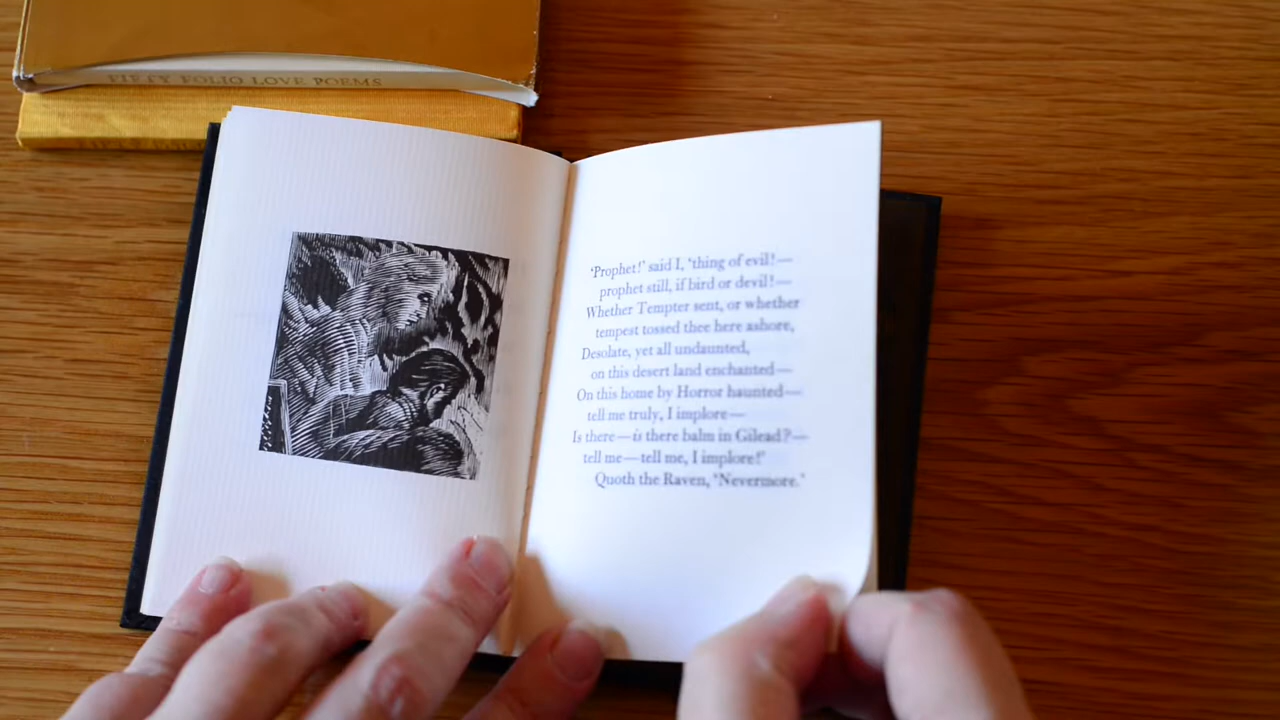 FIFTY FOLIO LOVE POEMS
‘Prophet!’ said I, ‘thing of evil!—
prophet still, if bird or devil!—
Whether Tempter sent, or whether
tempest tossed thee here ashore,
Desolate, yet all undaunted,
on this desert land enchanted—
On this home by Horror haunted—
tell me truly, I implore—
Is there—is there balm in Gilead?—
tell me—tell me, I implore!’
Quoth the Raven, ‘Nevermore.’